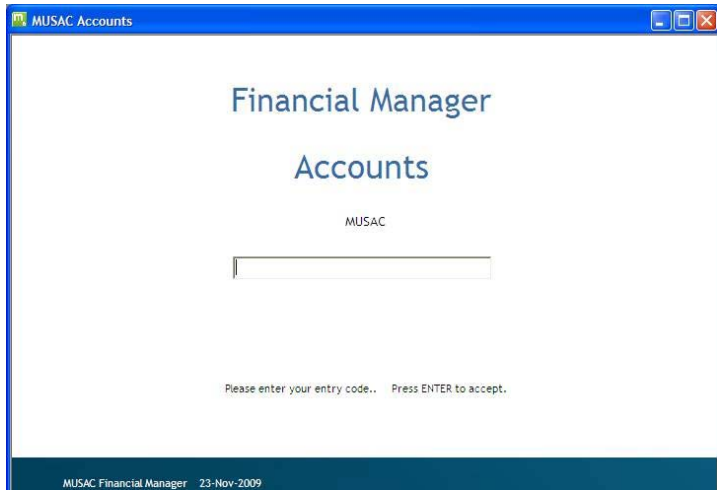 MUSAC Accounts
Financial Manager
Accounts
MUSAC
Please enter your entry code.. Press ENTER to accept.
MUSAC Financial Manager 23-Nov-2009